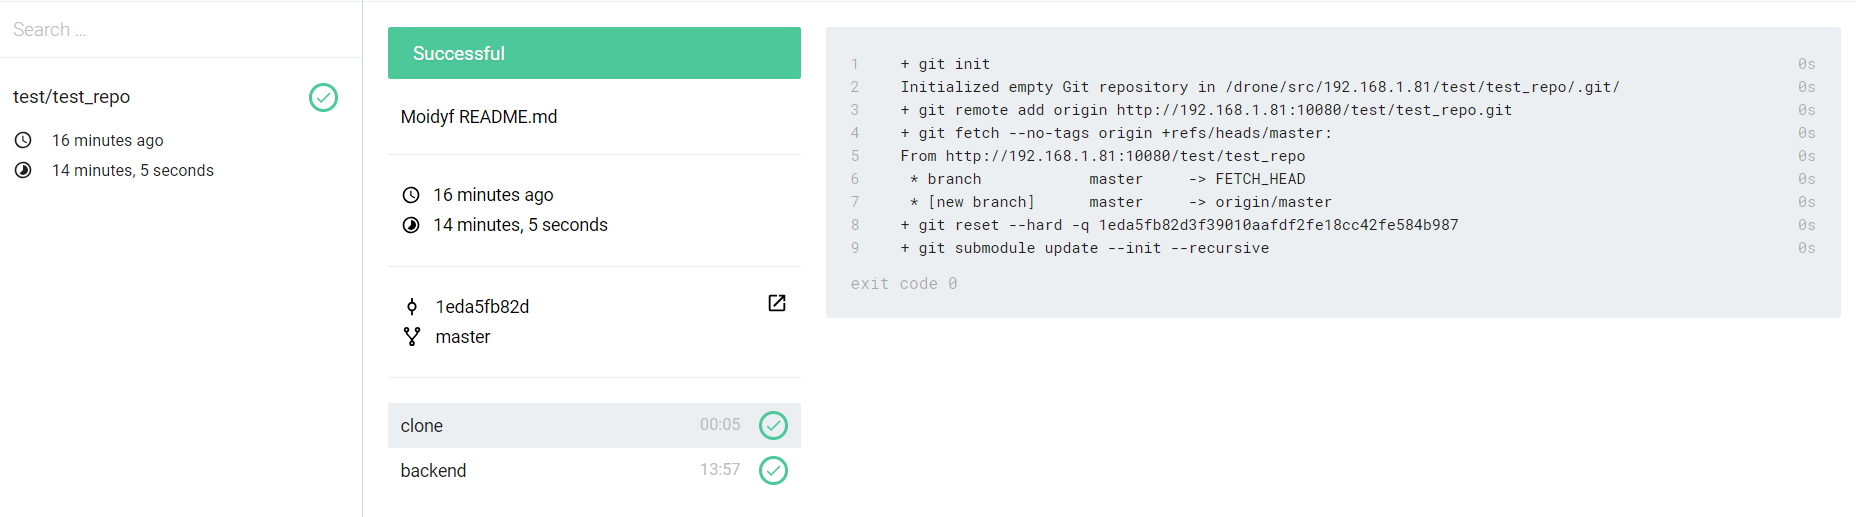 Search ...
test/test_repo
16 minutes ago
14 minutes, 5 seconds
Successful
Moidyf README.md
16 minutes ago
14 minutes, 5 seconds
1eda5fb82d
master
clone 00:05
backend 13:57
1 + git init 0s
2 Initialized empty Git repository in /drone/src/192.168.1.81/test/test_repo/.git/ 0s
3 + git remote add origin http://192.168.1.81:10080/test/test_repo.git 0s
4 + git fetch --no-tags origin +refs/heads/master: 0s
5 From http://192.168.1.81:10080/test/test_repo 0s
6 * branch master -> FETCH_HEAD 0s
7 * [new branch] master -> origin/master 0s
8 + git reset --hard -q 1eda5fb82d3f39010aafdf2fe18cc42fe584b987 0s
9 + git submodule update --init --recursive 0s
exit code 0